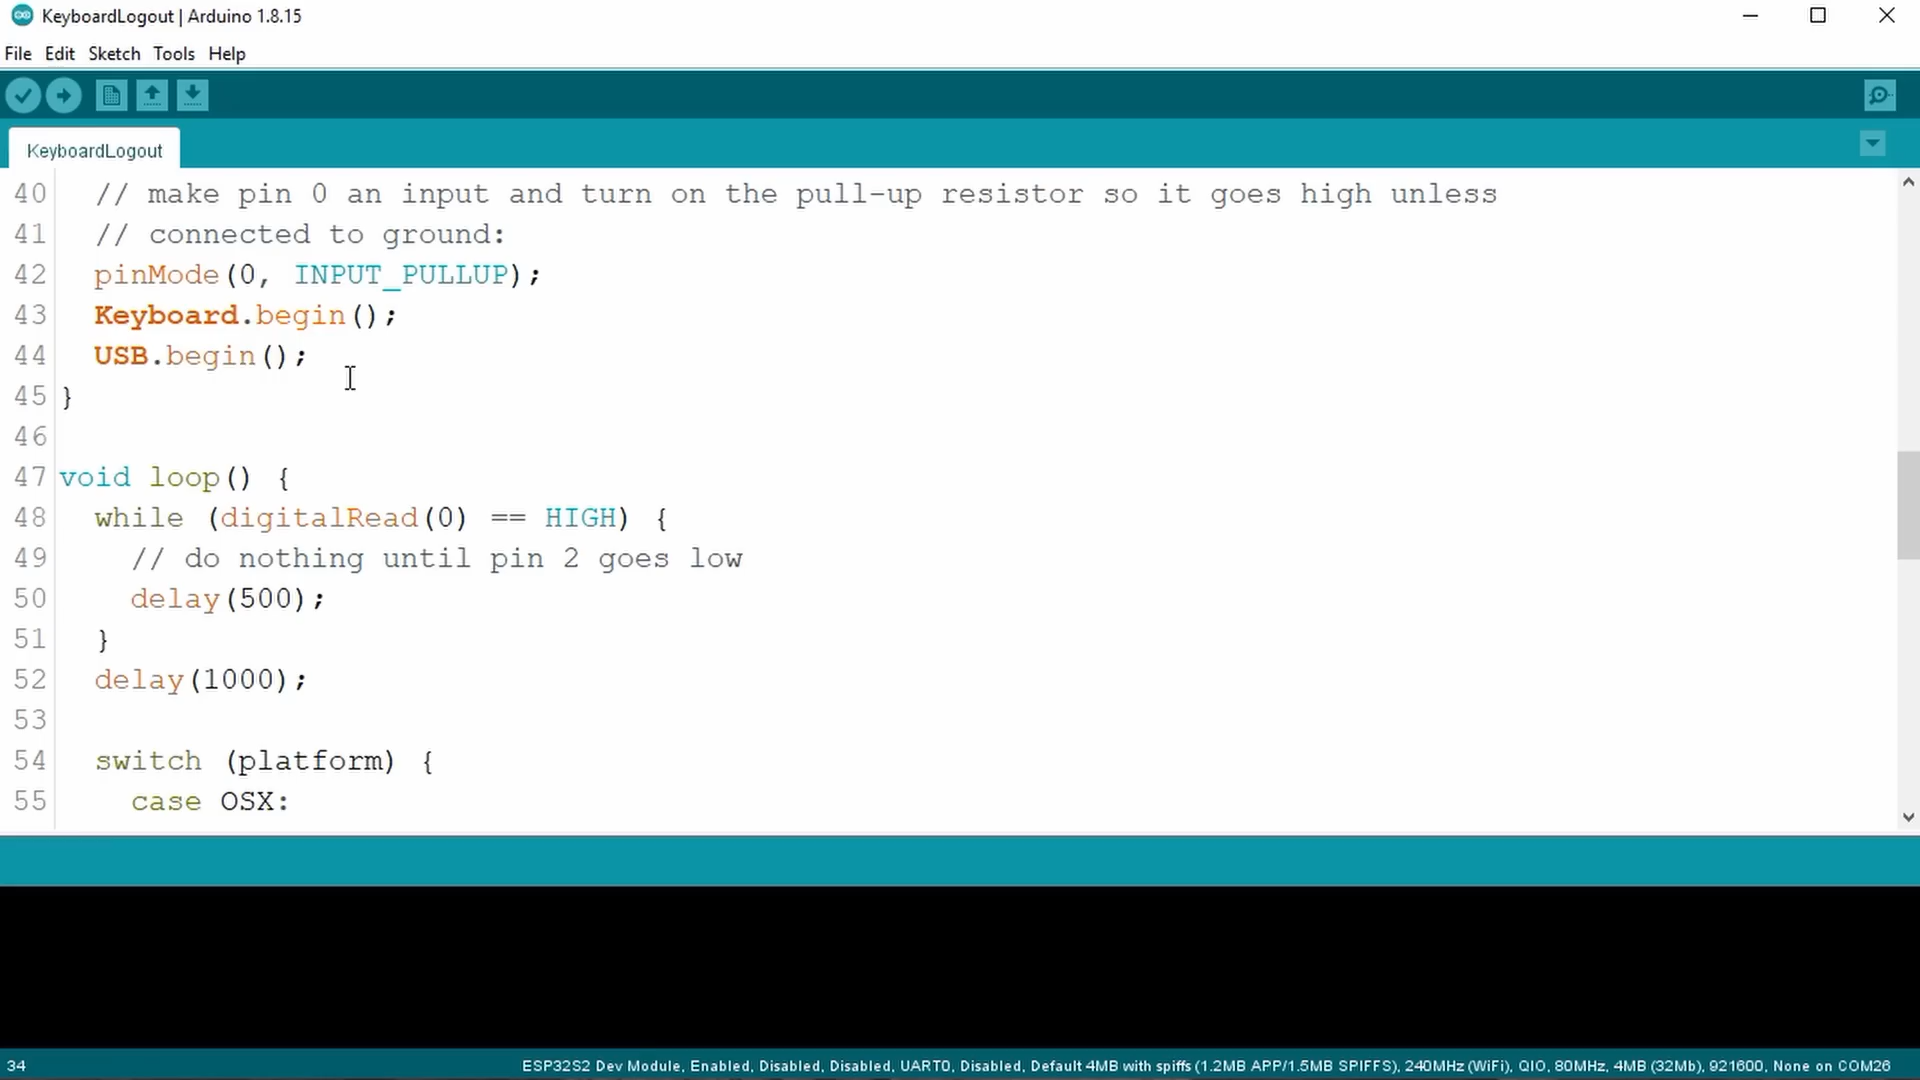 KeyboardLogout | Arduino 1.8.15
File Edit Sketch Tools Help
KeyboardLogout
40 // make pin 0 an input and turn on the pull-up resistor so it goes high unless
41 // connected to ground:
42 pinMode(0, INPUT_PULLUP);
43 Keyboard.begin();
44 USB.begin();
45 }
46
47 void loop() {
48 while (digitalRead(0) == HIGH) {
49 // do nothing until pin 2 goes low
50 delay(500);
51 }
52 delay(1000);
53
54 switch (platform) {
55 case OSX:
34 ESP32S2 Dev Module, Enabled, Disabled, Disabled, UART0, Disabled, Default 4MB with spiffs (1.2MB APP/1.5MB SPIFFS), 240MHz (WiFi), QIO, 80MHz, 4MB (32Mb), 921600, None on COM26